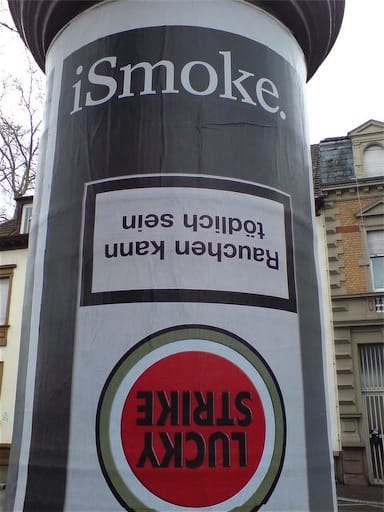 iSmoke.
Rauchen kann
tödlich sein
LUCKY
STRIKE